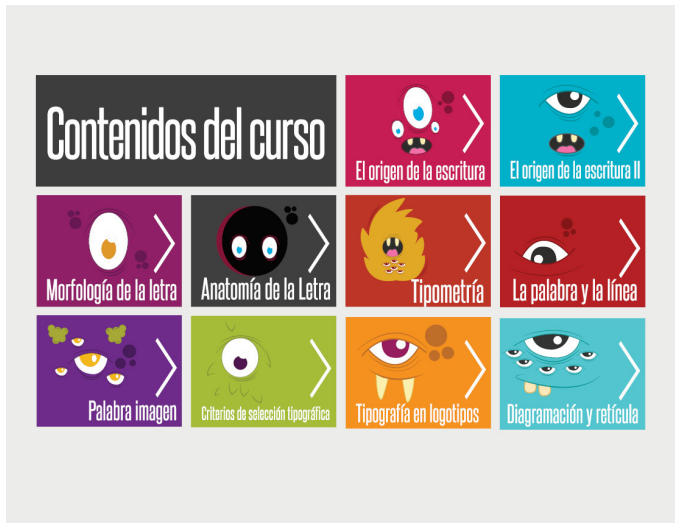 Contenidos del curso
El origen de la escritura
El origen de la escritura II
Morfología de la letra
Anatomía de la Letra
Tipometría
La palabra y la línea
Palabra imagen
Criterios de selección tipográfica
Tipografía en logotipos
Diagramación y retícula